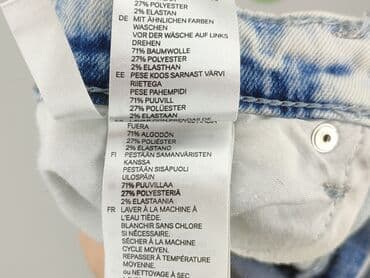 27% POLYESTER
2% ELASTAN
DE MIT ÄHNLICHEN FARBEN
WASCHEN
VOR DER WÄSCHE AUF LINKS
DREHEN
71% BAUMWOLLE
27% POLYESTER
2% ELASTHAN
EE PESE KOOS SARNAST VÄRVI
RIIETEGA
PESE PAHEMPIDI
71% PUUVILL
27% POLÜESTER
2% ELASTAAN
FUERA
71% ALGODÓN
27% POLIÉSTER
2% ELASTANO
FI PESTÄÄN SAMANVÄRISTEN
KANSSA
PESTÄÄN SISÄPUOLI
ULOSPÄIN
71% PUUVILLAA
27% POLYESTERIÄ
2% ELASTAANIA
FR LAVER À LA MACHINE À
L'EAU TIÈDE.
BLANCHIR SANS CHLORE
SI NÉCESSAIRE.
SÉCHER À LA MACHINE
CYCLE MOYEN.
REPASSER À TEMPÉRATURE
MOYENNE.
OU NETTOYAGE À SEC